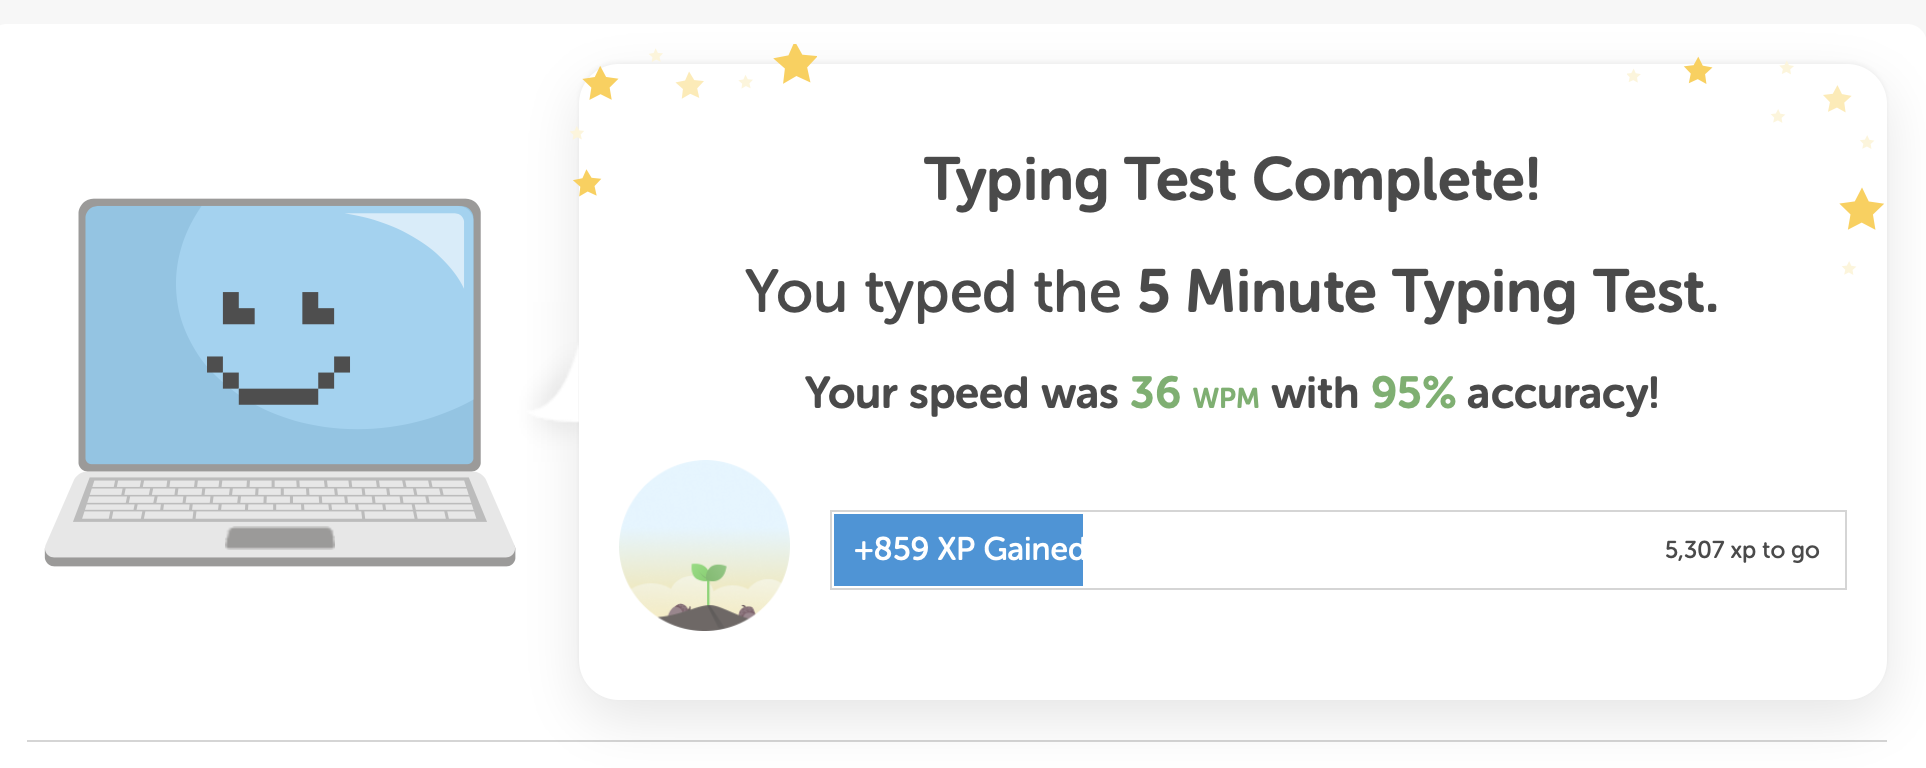 Typing Test Complete!
You typed the 5 Minute Typing Test.
Your speed was 36 WPM with 95% accuracy!
+859 XP Gained
5,307 xp to go